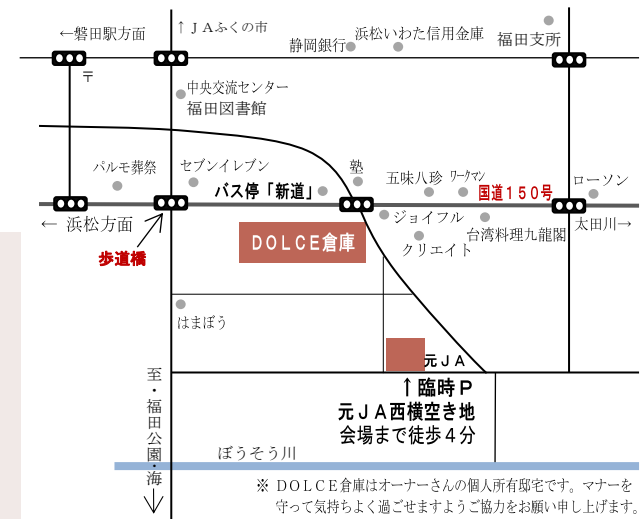 ←磐田駅方面
↑ＪＡふくの市
静岡銀行
浜松いわた信用金庫
福田支所
〒
中央交流センター
福田図書館
パルモ葬祭
セブンイレブン
バス停「新道」
塾
五味八珍
ワークマン
国道１５０号
ローソン
← 浜松方面
歩道橋
ＤＯＬＣＥ倉庫
ジョイフル
クリエイト
台湾料理九龍閣
太田川→
はまぼう
元ＪＡ
↑臨時Ｐ
元ＪＡ西横空き地
会場まで徒歩４分
至・福田公園・海
ぼうそう川
※ ＤＯＬＣＥ倉庫はオーナーさんの個人所有邸宅です。マナーを
守って気持ちよく過ごせますようご協力をお願い申し上げます。